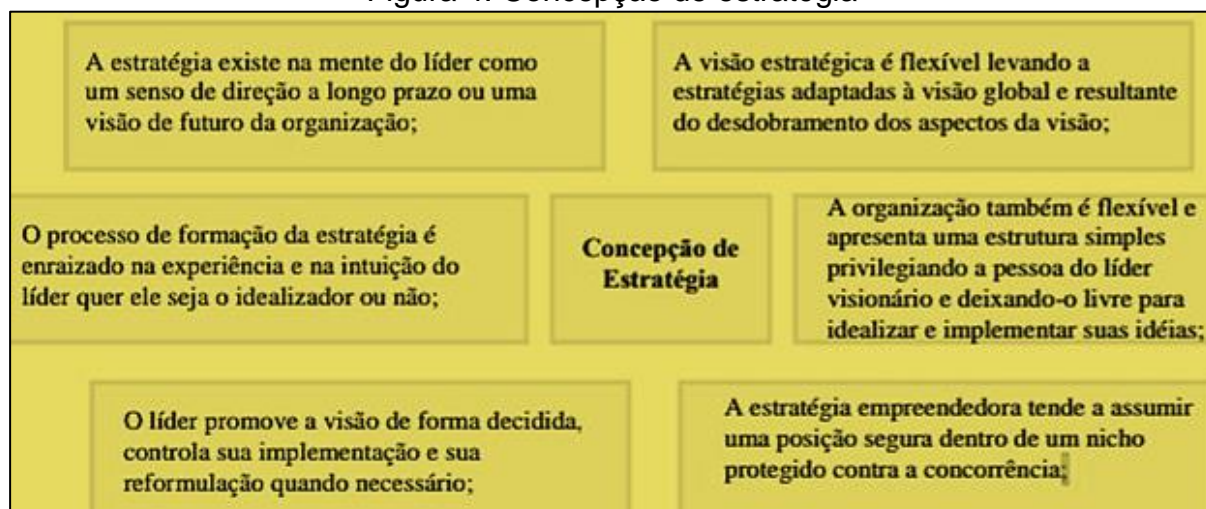 A estratégia existe na mente do líder como
um senso de direção a longo prazo ou uma
visão de futuro da organização;
A visão estratégica é flexível levando a
estratégias adaptadas à visão global e resultante
do desdobramento dos aspectos da visão;
O processo de formação da estratégia é
enraizado na experiência e na intuição do
líder quer ele seja o idealizador ou não;
Concepção de
Estratégia
A organização também é flexível e
apresenta uma estrutura simples
privilegiando a pessoa do líder
visionário e deixando-o livre para
idealizar e implementar suas idéias;
O líder promove a visão de forma decidida,
controla sua implementação e sua
reformulação quando necessário;
A estratégia empreendedora tende a assumir
uma posição segura dentro de um nicho
protegido contra a concorrência;